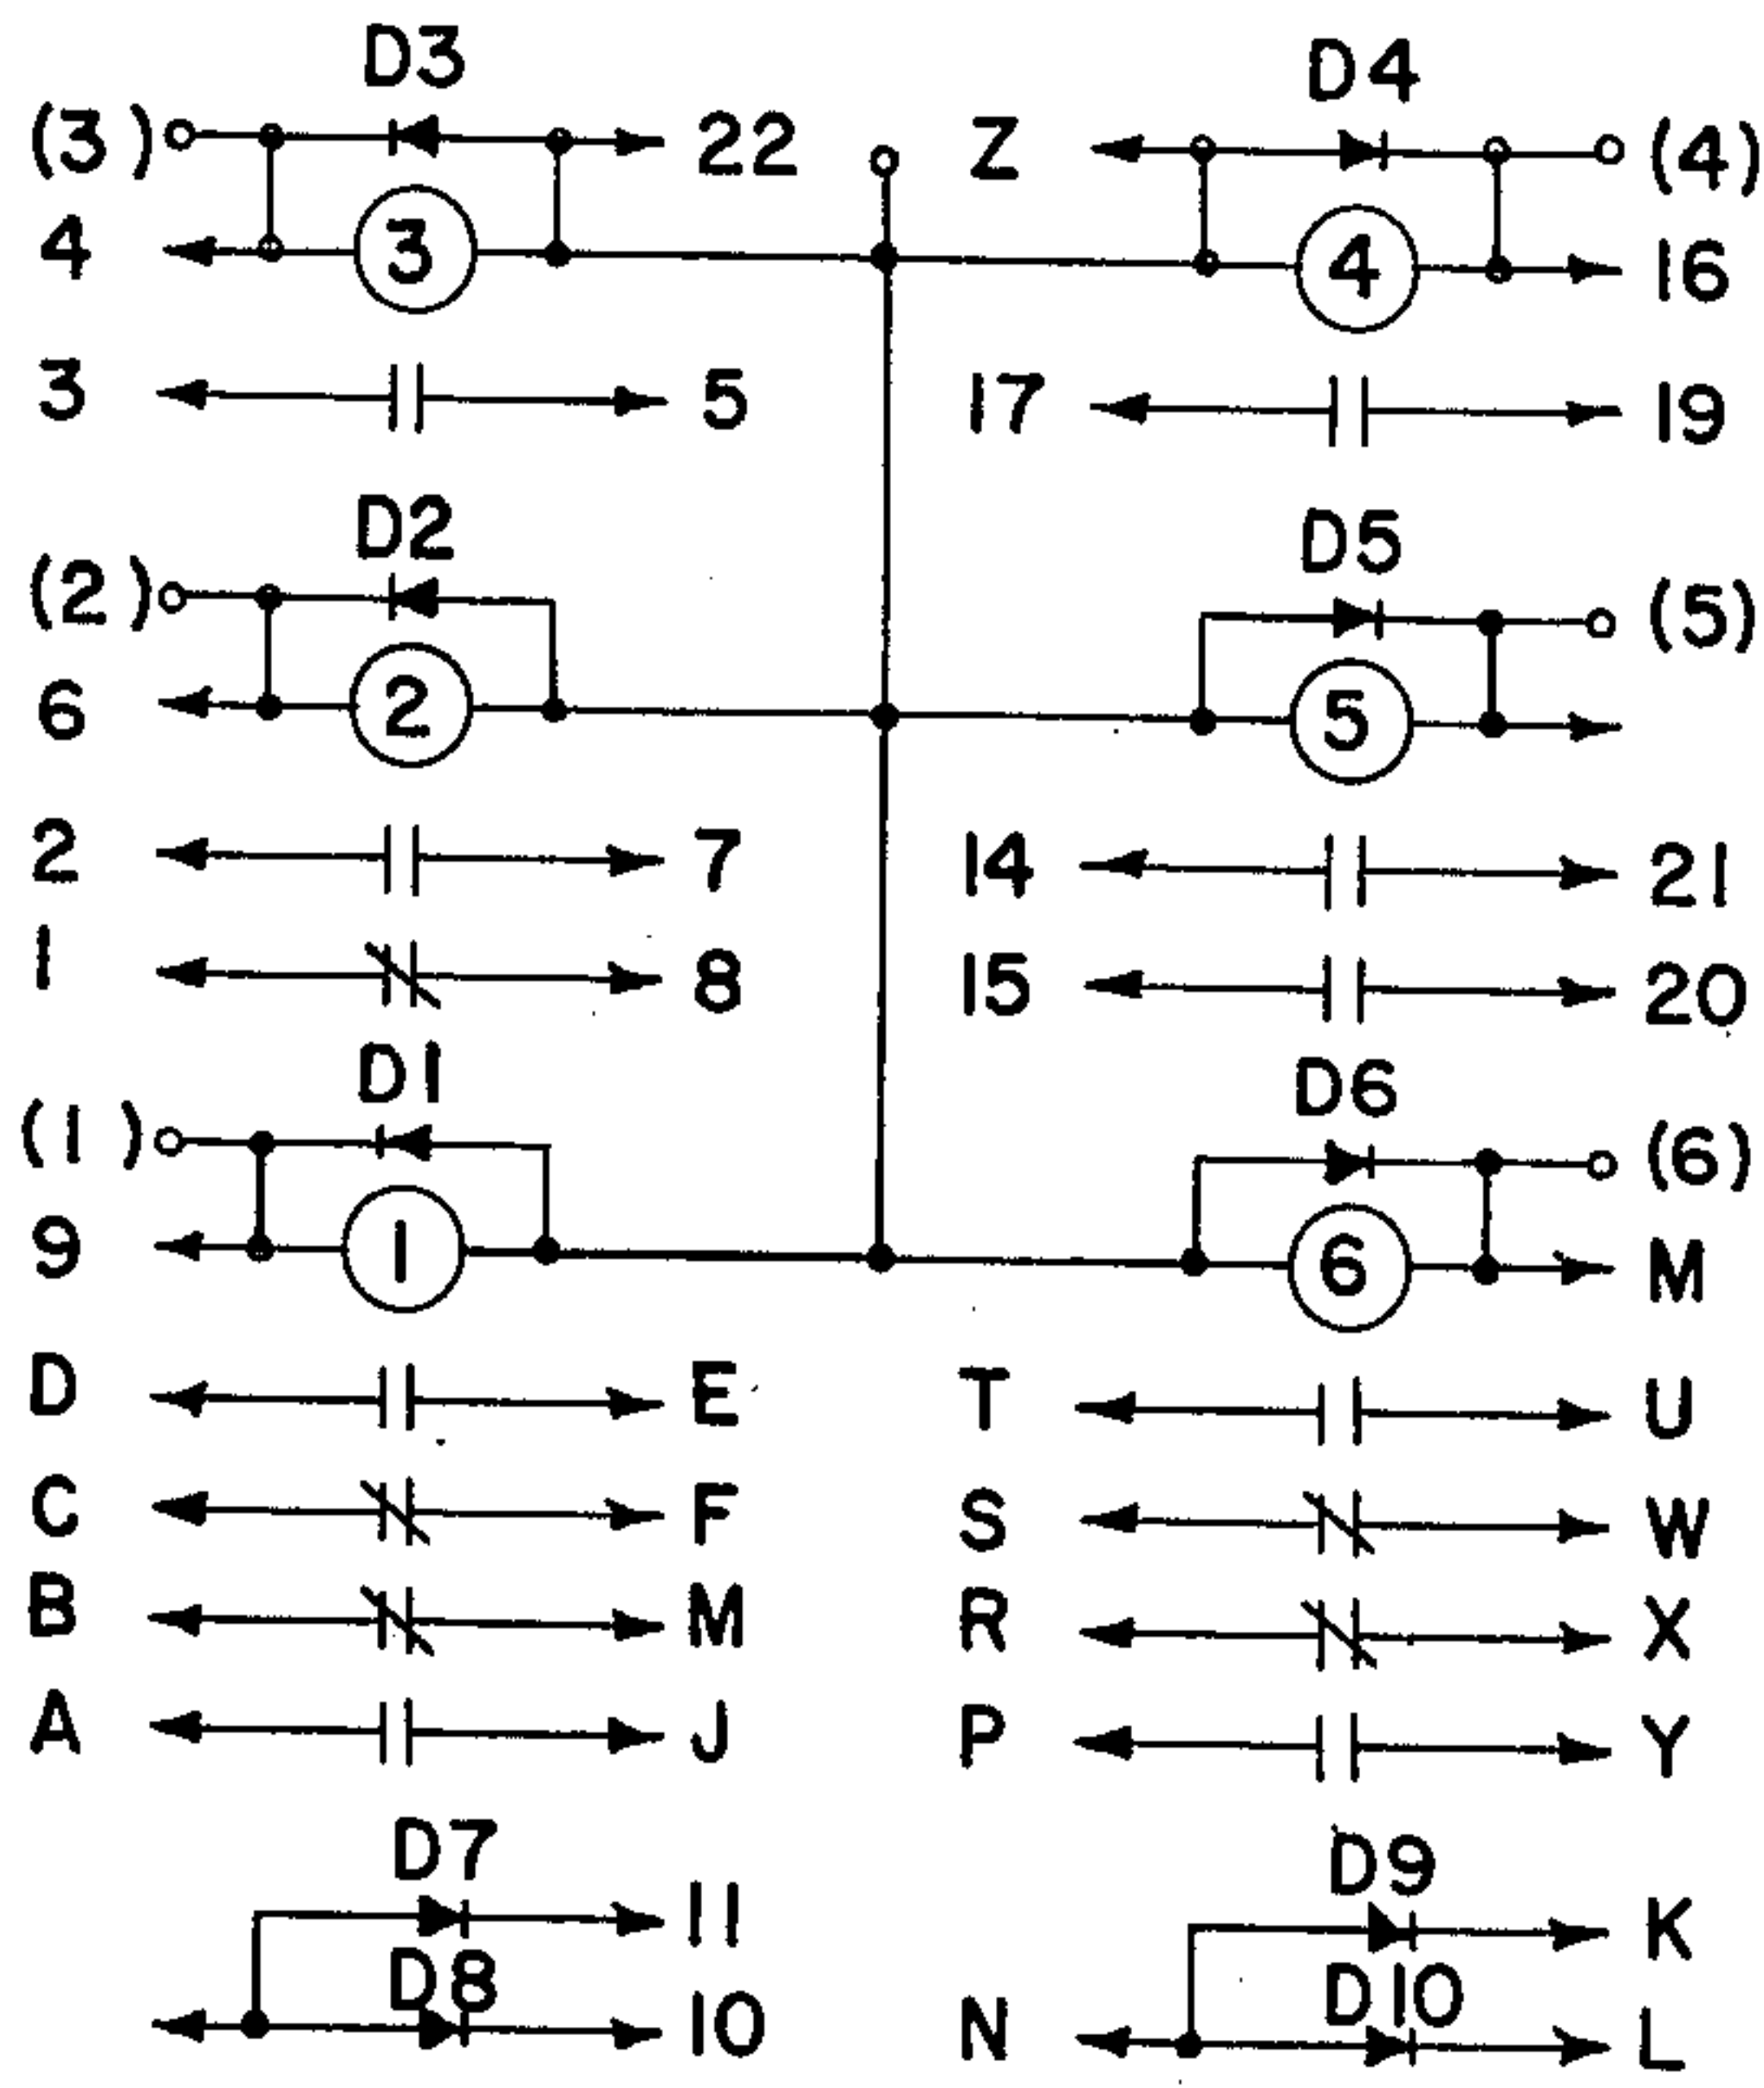 D3 D4
(3) 22 Z (4)
4 3 4 16
3 5 17 19
D2 D5
(2) (5)
6 2 5
2 7 14 21
1 8 15 20
D1 D6
(1) (6)
9 1 6 M
D E T U
C F S W
B M R X
A J P Y
D7 D9
11 K
D8 D10
10 N L